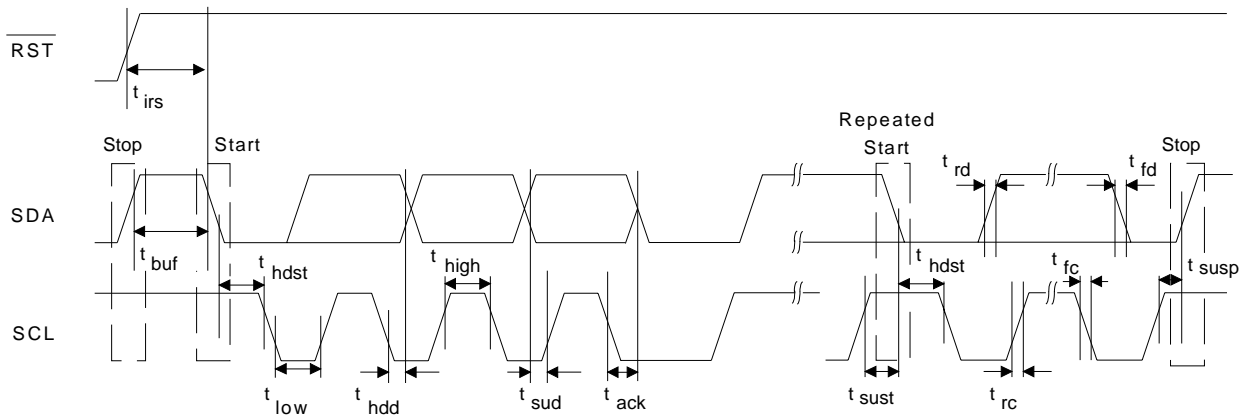 RST
t irs
Stop
Start
Repeated
Start
Stop
t rd
t fd
SDA
t buf
t hdst
t high
t hdst
t fc
t susp
SCL
t low
t hdd
t sud
t ack
t sust
t rc